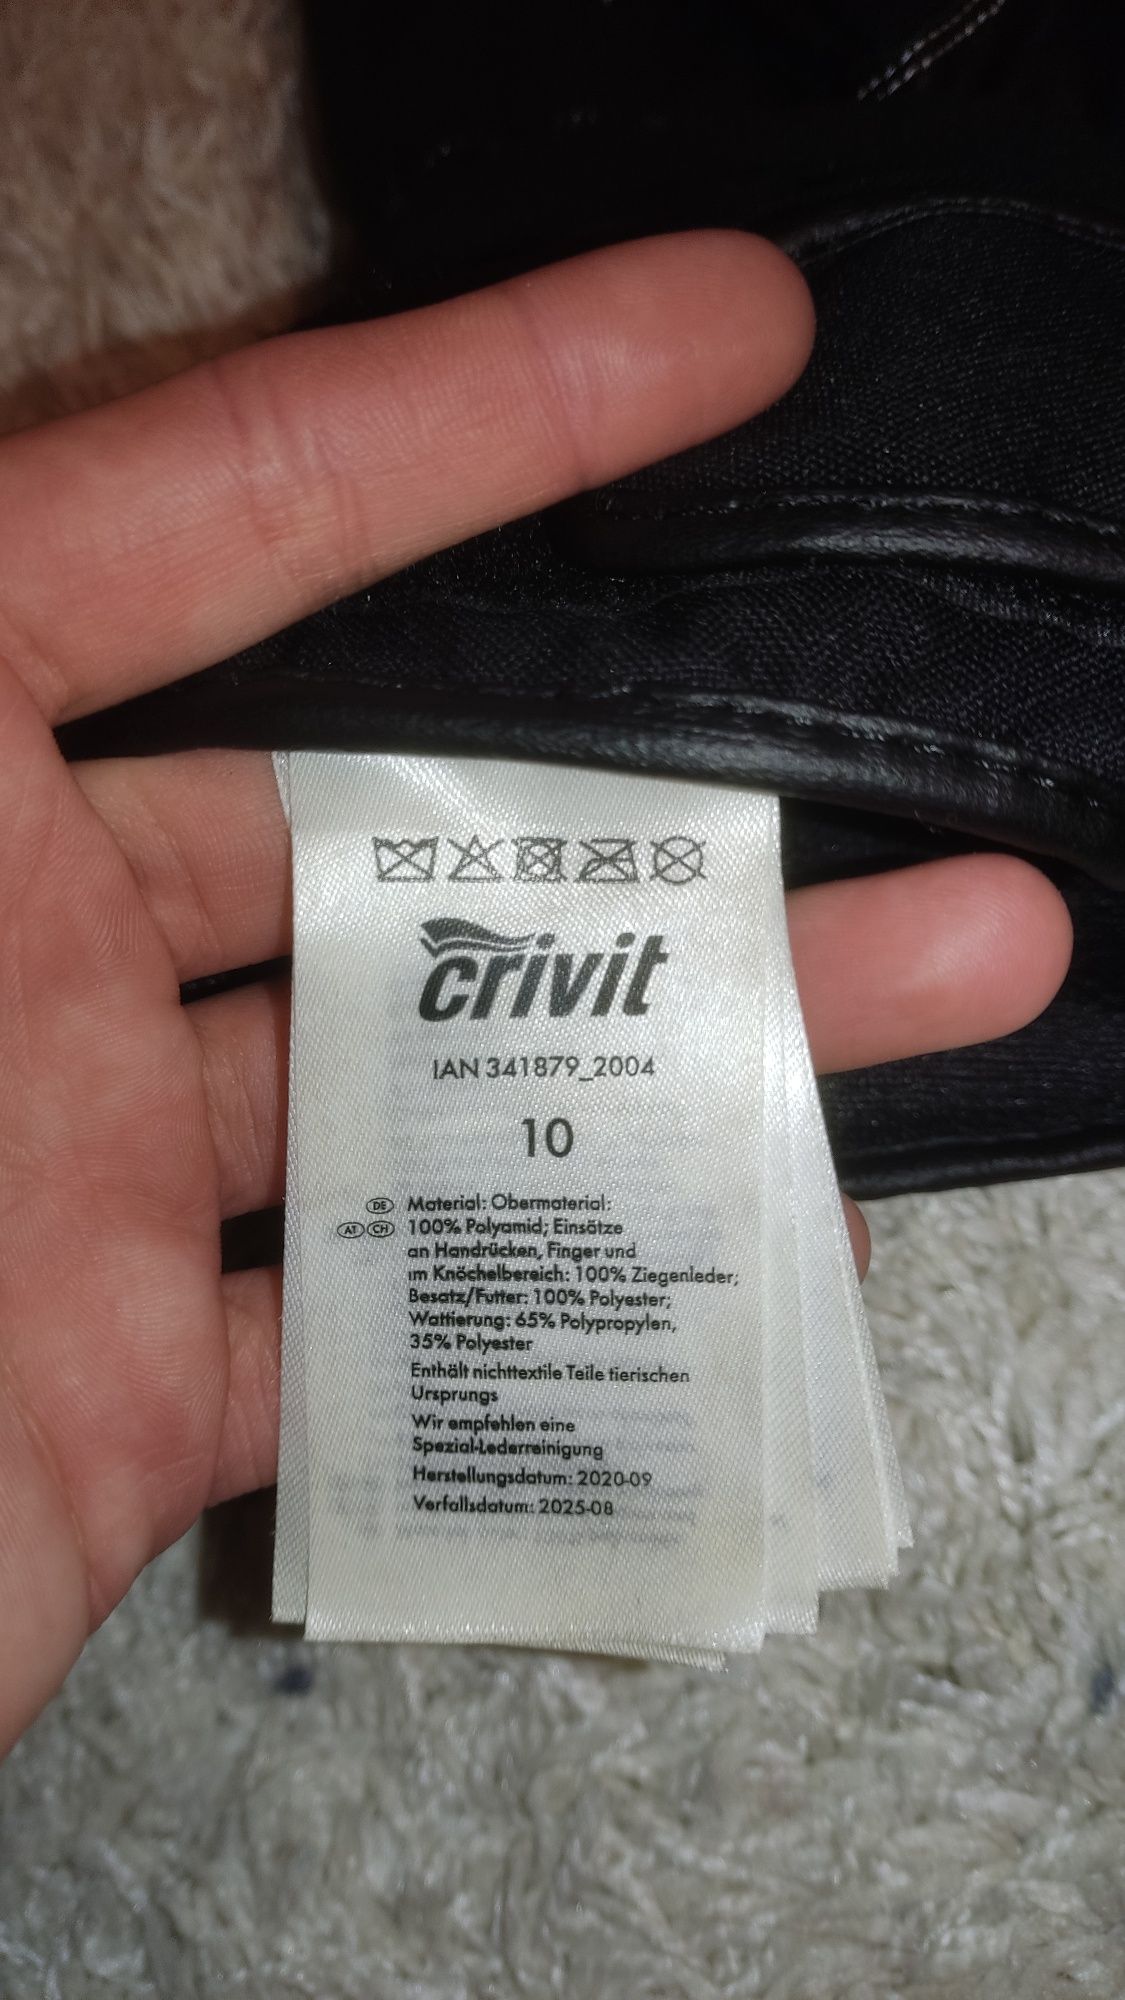 crivit
IAN 341879_2004
10
DE Material: Obermaterial:
AT CH 100% Polyamid; Einsätze
an Handrücken, Finger und
im Knöchelbereich: 100% Ziegenleder;
Besatz/Futter: 100% Polyester;
Wattierung: 65% Polypropylen,
35% Polyester
Enthält nichttextile Teile tierischen
Ursprungs
Wir empfehlen eine
Spezial-Lederreinigung
Herstellungsdatum: 2020-09
Verfallsdatum: 2025-08